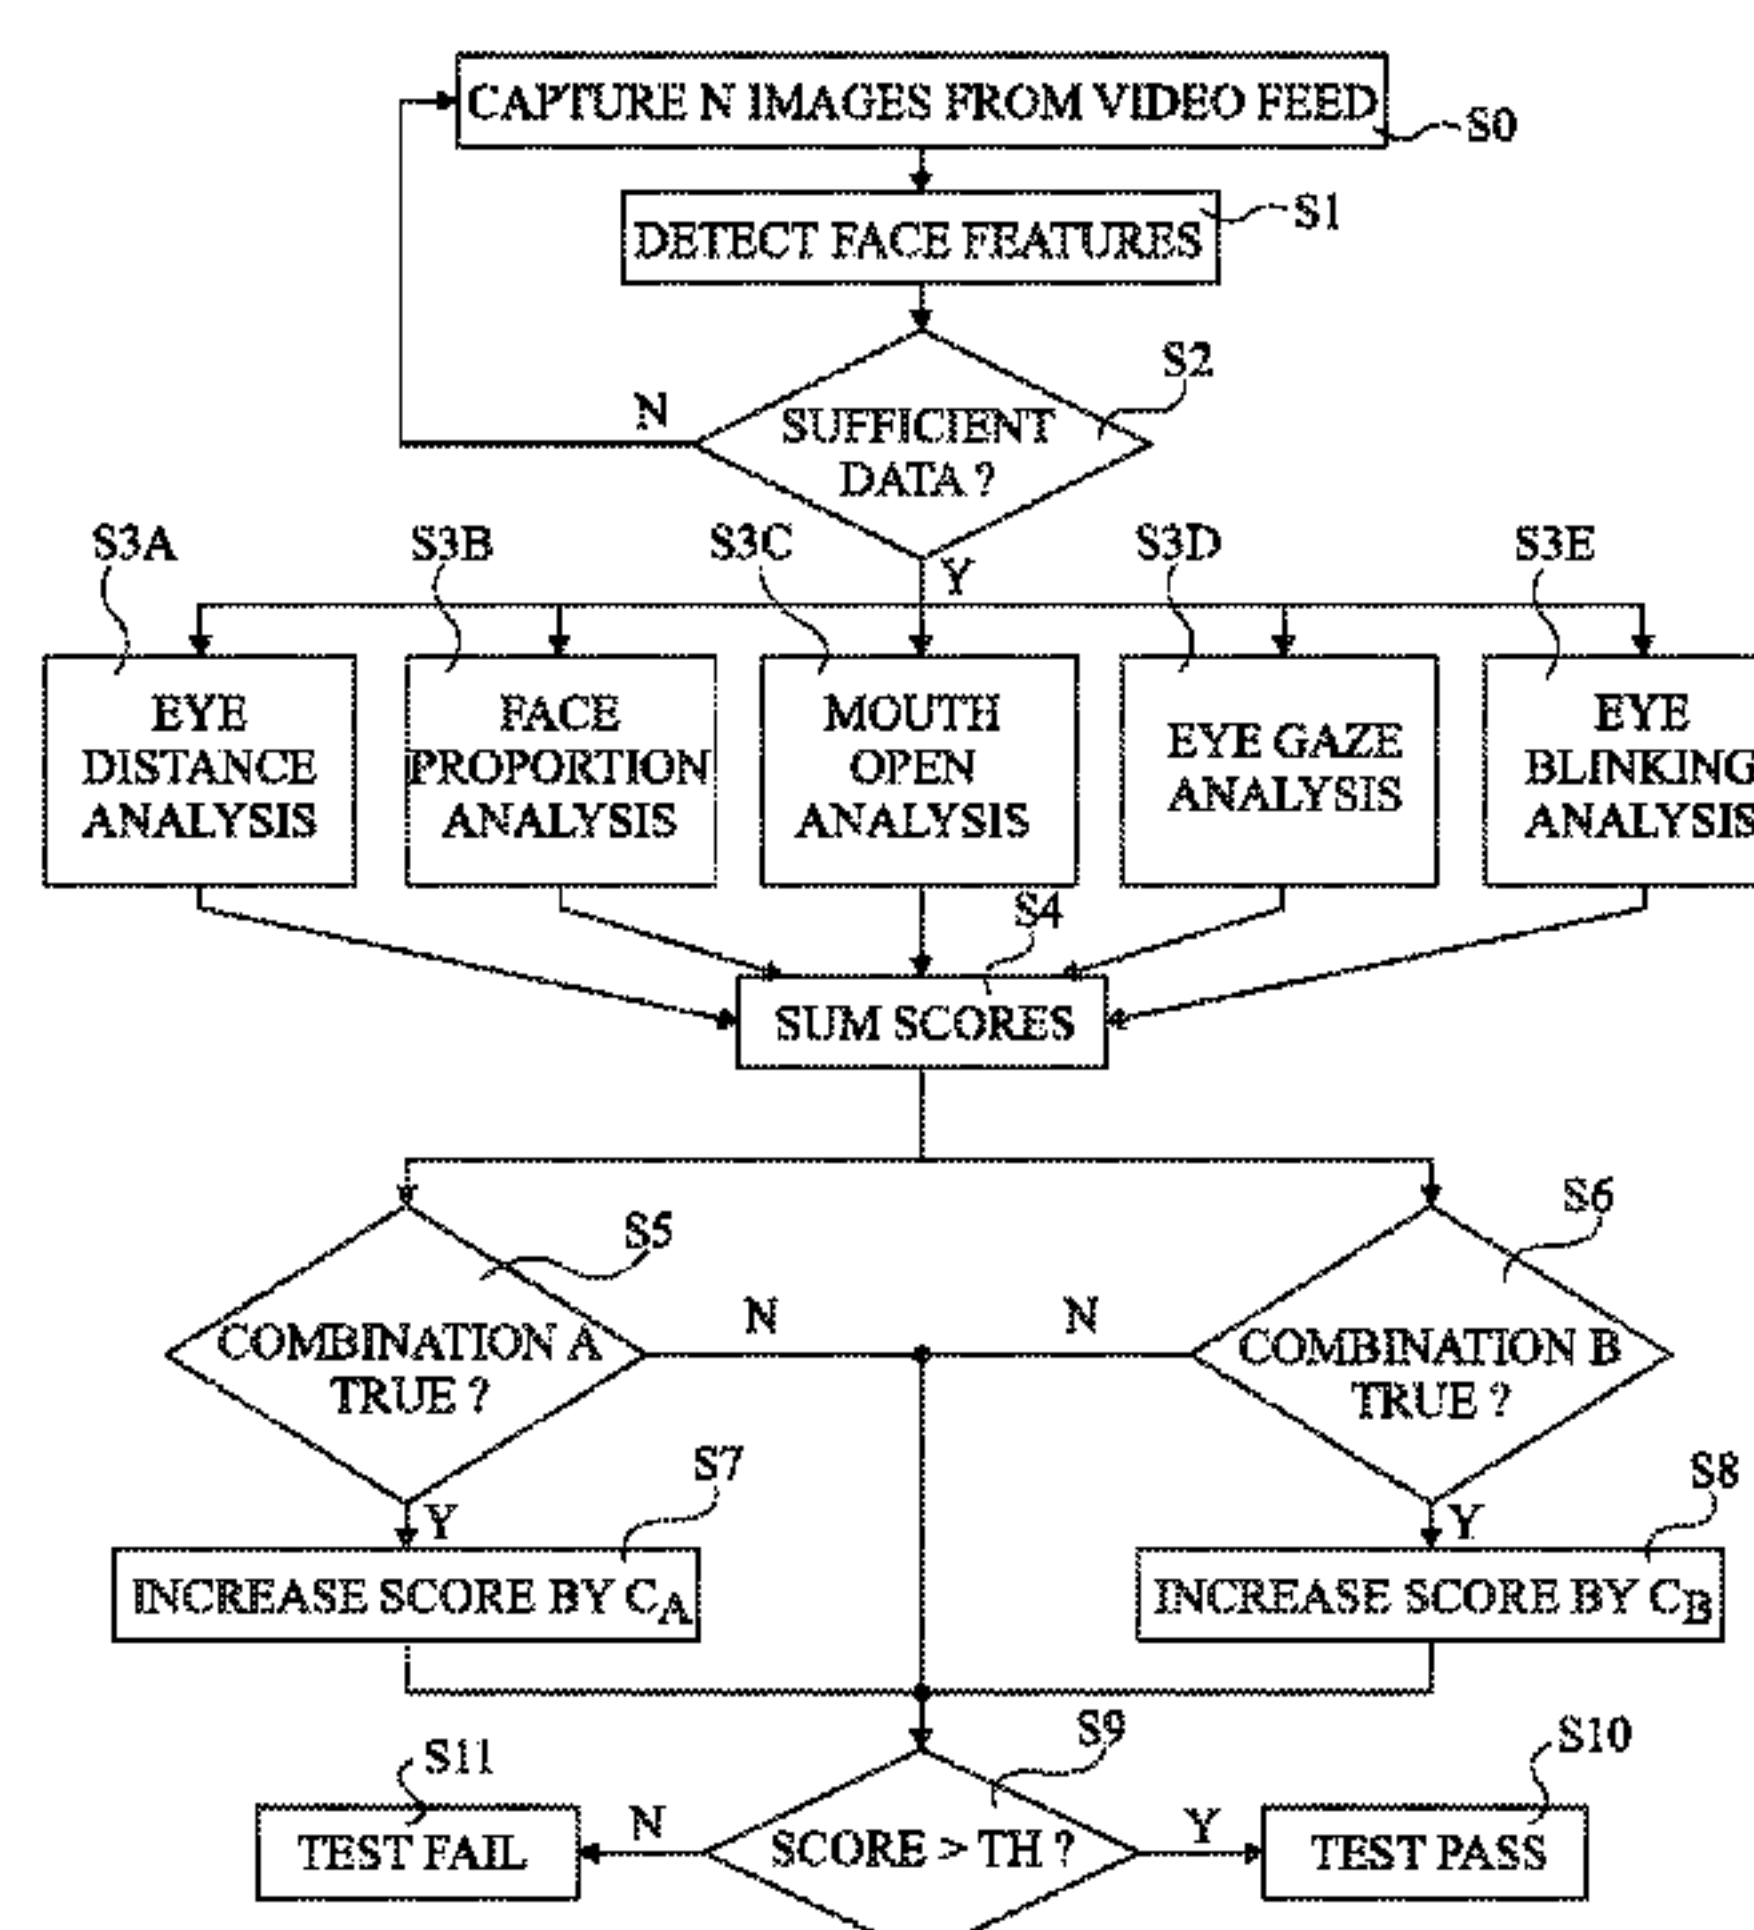 CAPTURE N IMAGES FROM VIDEO FEED
S0
DETECT FACE FEATURES
S1
S2
N
SUFFICIENT
DATA ?
Y
S3A
S3B
S3C
S3D
S3E
EYE
DISTANCE
ANALYSIS
FACE
PROPORTION
ANALYSIS
MOUTH
OPEN
ANALYSIS
EYE GAZE
ANALYSIS
EYE
BLINKING
ANALYSIS
S4
SUM SCORES
S5
S6
COMBINATION A
TRUE ?
N
N
COMBINATION B
TRUE ?
S7
S8
Y
Y
INCREASE SCORE BY CA
INCREASE SCORE BY CB
S9
S11
S10
TEST FAIL
N
SCORE > TH ?
Y
TEST PASS